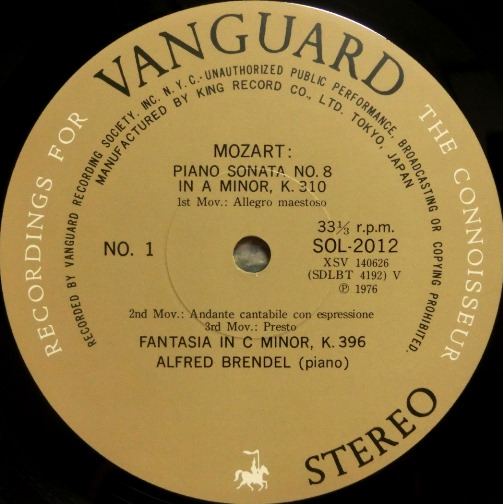 RECORDINGS FOR VANGUARD THE CONNOISSEUR
RECORDED BY VANGUARD RECORDING SOCIETY, INC. N.Y.C.-UNAUTHORIZED PUBLIC PERFORMANCE, BROADCASTING OR COPYING PROHIBITED.
MANUFACTURED BY KING RECORD CO., LTD. TOKYO, JAPAN
MOZART:
PIANO SONATA NO. 8
IN A MINOR, K. 310
1st Mov.: Allegro maestoso
NO. 1
33⅓ r.p.m.
SOL-2012
XSV 140626
(SDLBT 4192) V
Ⓟ 1976
2nd Mov.: Andante cantabile con espressione
3rd Mov.: Presto
FANTASIA IN C MINOR, K. 396
ALFRED BRENDEL (piano)
STEREO